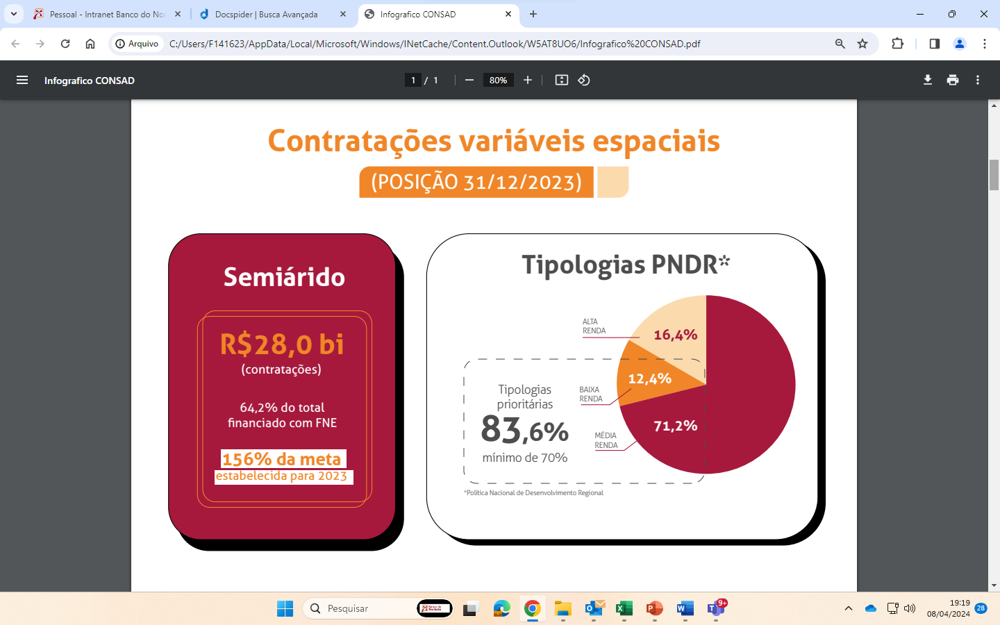 Pessoal - Intranet Banco do Nor
Docspider | Busca Avançada
Infografico CONSAD
Arquivo
C:/Users/F141623/AppData/Local/Microsoft/Windows/INetCache/Content.Outlook/W5AT8UO6/Infografico%20CONSAD.pdf
Infografico CONSAD
1 / 1
80%
Contratações variáveis espaciais
(POSIÇÃO 31/12/2023)
Semiárido
R$28,0 bi
(contratações)
64,2% do total
financiado com FNE
156% da meta
estabelecida para 2023
Tipologias PNDR*
ALTA
RENDA
16,4%
BAIXA
RENDA
12,4%
MÉDIA
RENDA
71,2%
Tipologias
prioritárias
83,6%
mínimo de 70%
*Política Nacional de Desenvolvimento Regional
Pesquisar
9+
19:19
08/04/2024
28